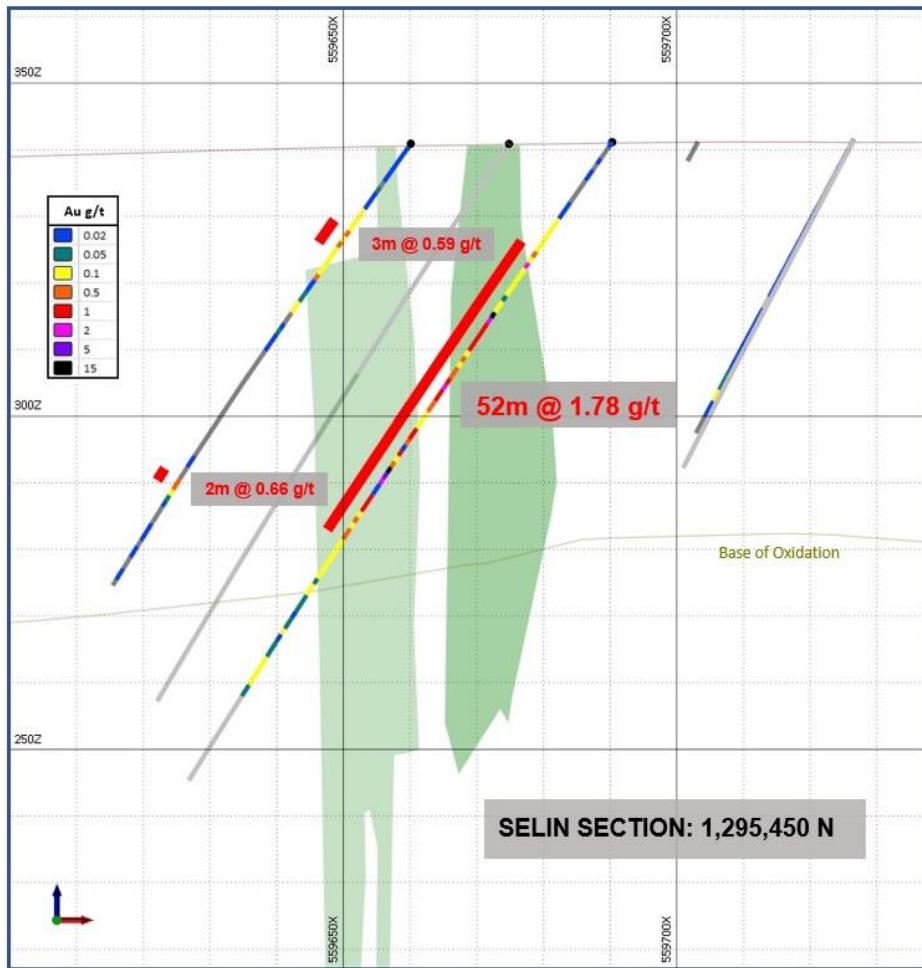 559650X
559700X
350Z
Au g/t
0.02
0.05
0.1
0.5
1
2
5
15
3m @ 0.59 g/t
300Z
52m @ 1.78 g/t
2m @ 0.66 g/t
Base of Oxidation
250Z
SELIN SECTION: 1,295,450 N
559650X
559700X